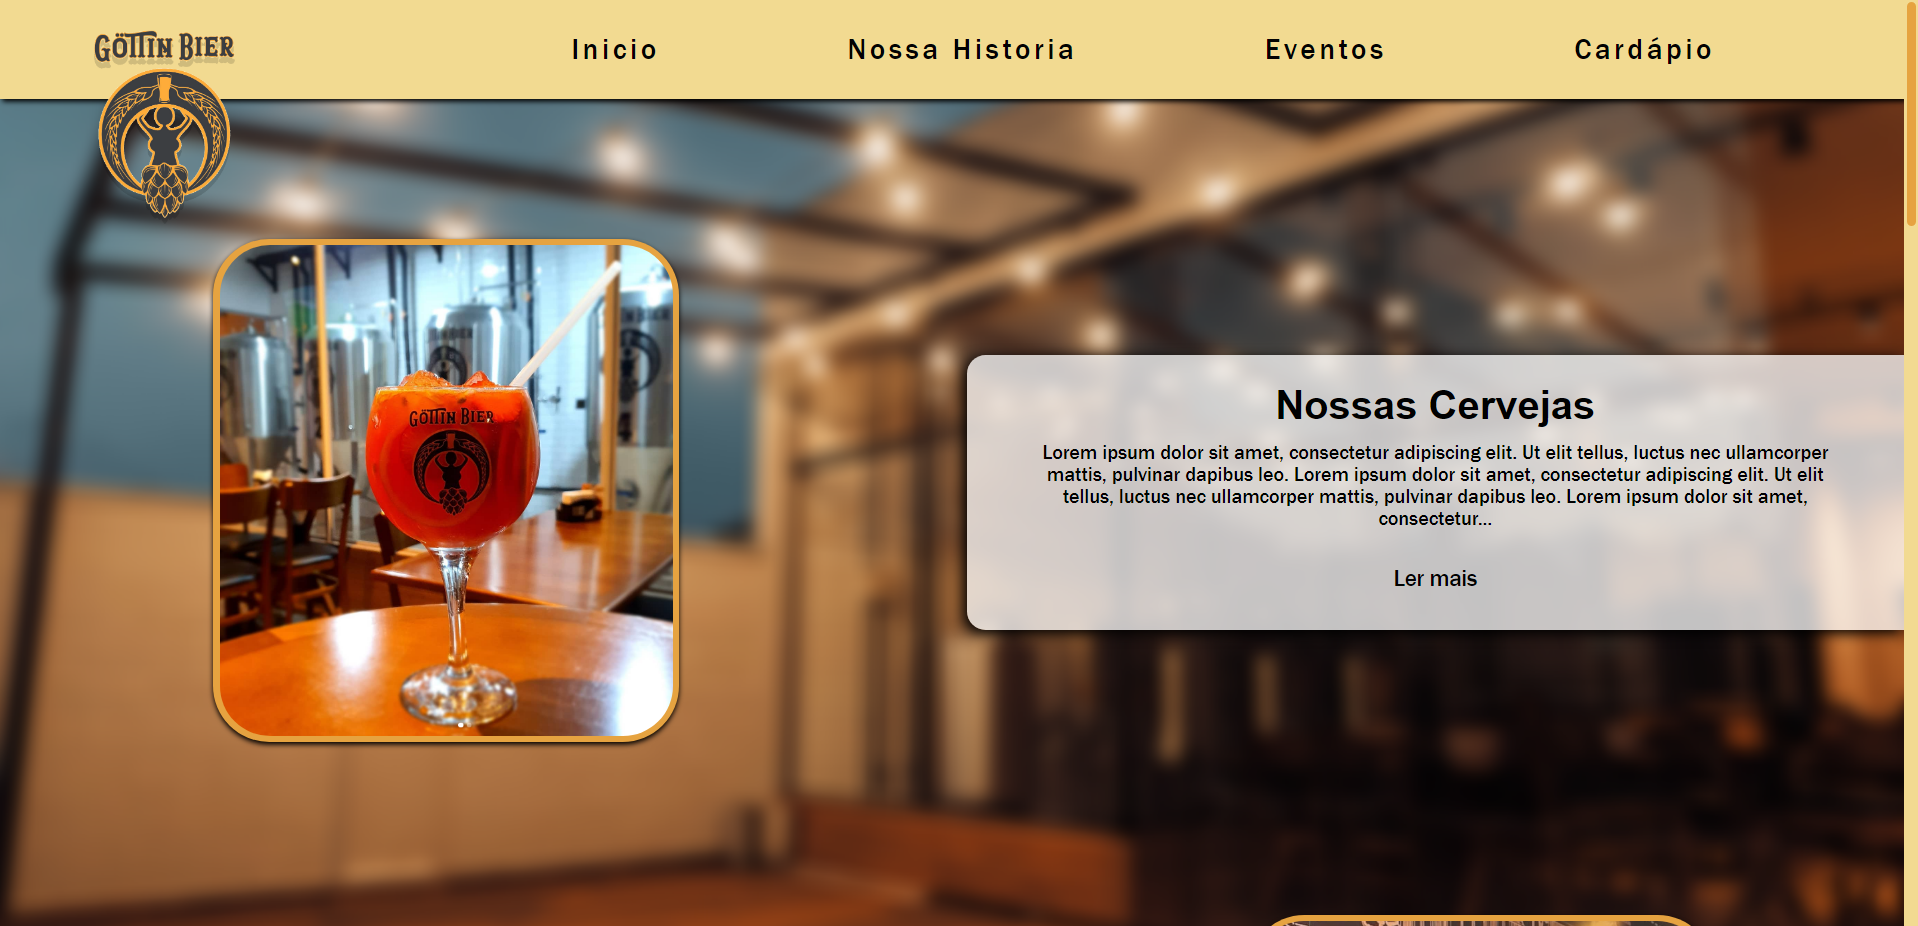 GÖTTIN BIER
Inicio
Nossa Historia
Eventos
Cardápio
GÖTTIN BIER
Nossas Cervejas
Lorem ipsum dolor sit amet, consectetur adipiscing elit. Ut elit tellus, luctus nec ullamcorper
mattis, pulvinar dapibus leo. Lorem ipsum dolor sit amet, consectetur adipiscing elit. Ut elit
tellus, luctus nec ullamcorper mattis, pulvinar dapibus leo. Lorem ipsum dolor sit amet,
consectetur...
Ler mais